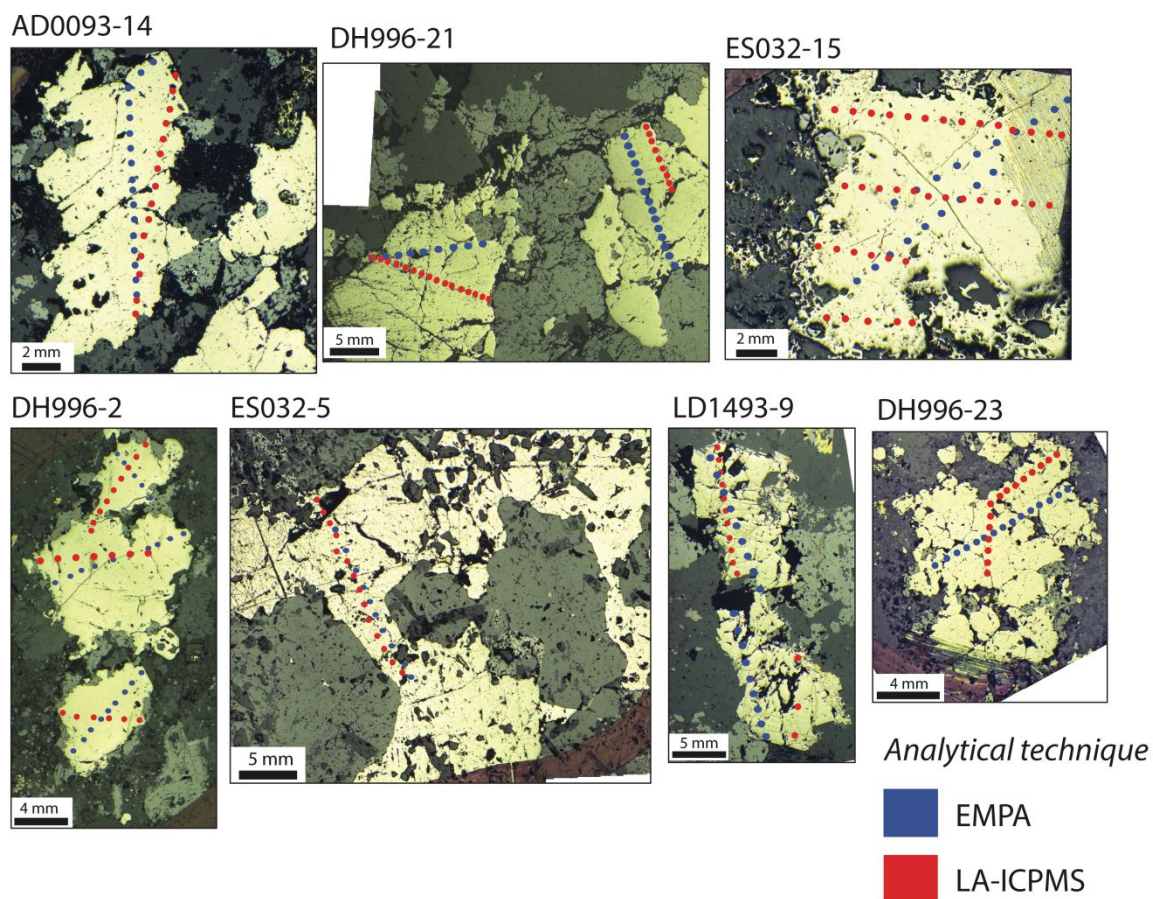 AD0093-14
DH996-21
ES032-15
2 mm
5 mm
2 mm
DH996-2
ES032-5
LD1493-9
DH996-23
4 mm
5 mm
5 mm
4 mm
Analytical technique
EMPA
LA-ICPMS